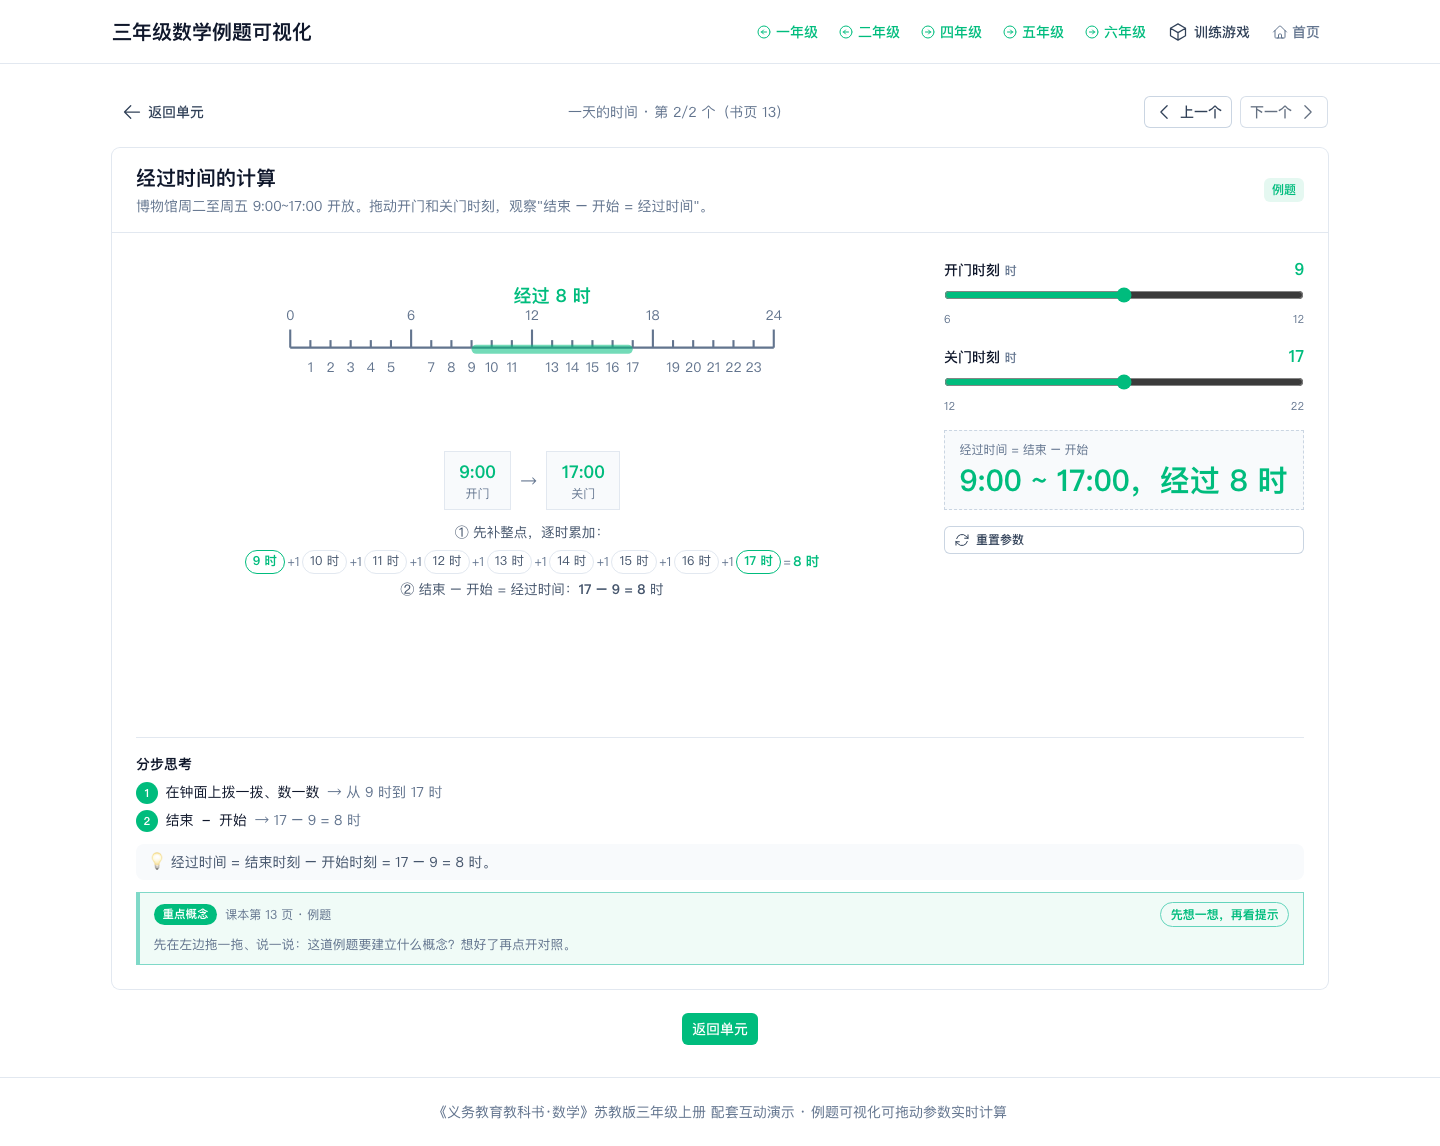 三年级数学例题可视化
一年级 二年级 四年级 五年级 六年级 训练游戏 首页
返回单元
一天的时间 · 第 2/2 个（书页 13）
上一个 下一个
经过时间的计算
博物馆周二至周五 9:00~17:00 开放。拖动开门和关门时刻，观察"结束 − 开始 = 经过时间"。
例题
经过 8 时
0 6 12 18 24
1 2 3 4 5 7 8 9 10 11 13 14 15 16 17 19 20 21 22 23
9:00 → 17:00
开门 关门
① 先补整点，逐时累加：
9 时 +1 10 时 +1 11 时 +1 12 时 +1 13 时 +1 14 时 +1 15 时 +1 16 时 +1 17 时 = 8 时
② 结束 − 开始 = 经过时间：17 − 9 = 8 时
开门时刻 时 9
6 12
关门时刻 时 17
12 22
经过时间 = 结束 − 开始
9:00 ~ 17:00，经过 8 时
重置参数
分步思考
1 在钟面上拨一拨、数一数 → 从 9 时到 17 时
2 结束 − 开始 → 17 − 9 = 8 时
经过时间 = 结束时刻 − 开始时刻 = 17 − 9 = 8 时。
重点概念 课本第 13 页 · 例题
先想一想，再看提示
先在左边拖一拖、说一说：这道例题要建立什么概念？想好了再点开对照。
返回单元
《义务教育教科书·数学》苏教版三年级上册 配套互动演示 · 例题可视化可拖动参数实时计算